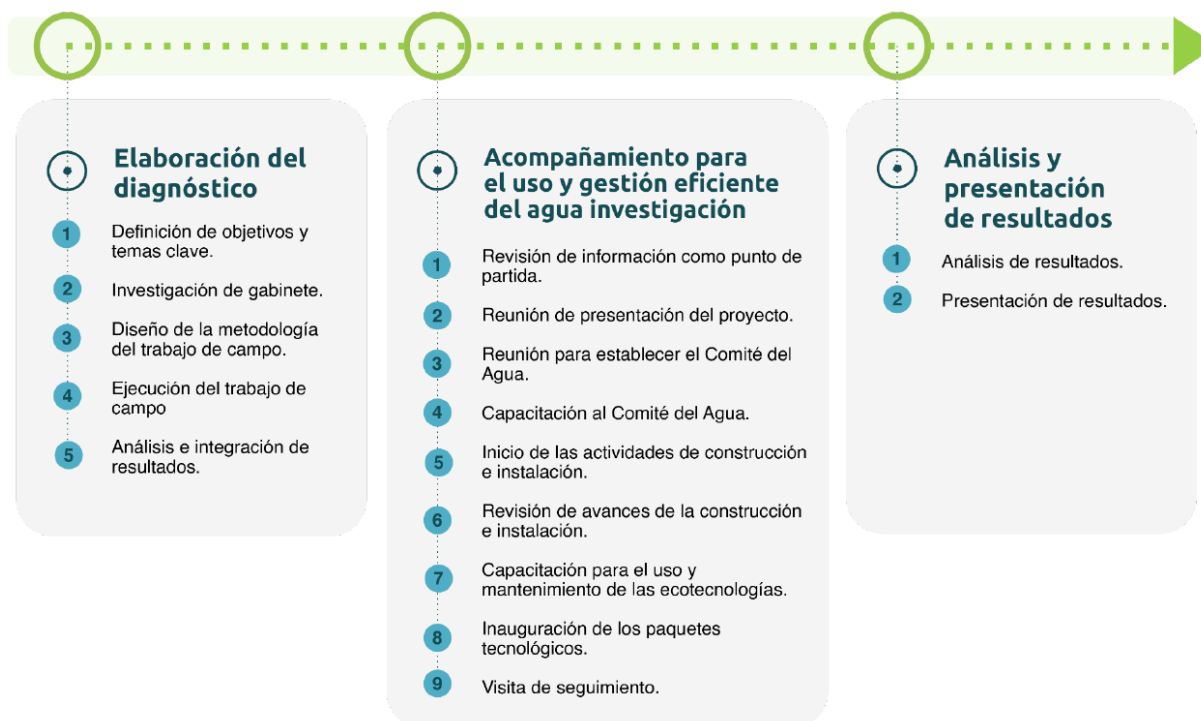 Elaboración del
diagnóstico
1
Definición de objetivos y
temas clave.
2
Investigación de gabinete.
3
Diseño de la metodología
del trabajo de campo.
4
Ejecución del trabajo de
campo
5
Análisis e integración de
resultados.
Acompañamiento para
el uso y gestión eficiente
del agua investigación
1
Revisión de información como punto de
partida.
2
Reunión de presentación del proyecto.
3
Reunión para establecer el Comité del
Agua.
4
Capacitación al Comité del Agua.
5
Inicio de las actividades de construcción
e instalación.
6
Revisión de avances de la construcción
e instalación.
7
Capacitación para el uso y
mantenimiento de las ecotecnologías.
8
Inauguración de los paquetes
tecnológicos.
9
Visita de seguimiento.
Análisis y
presentación
de resultados
1
Análisis de resultados.
2
Presentación de resultados.